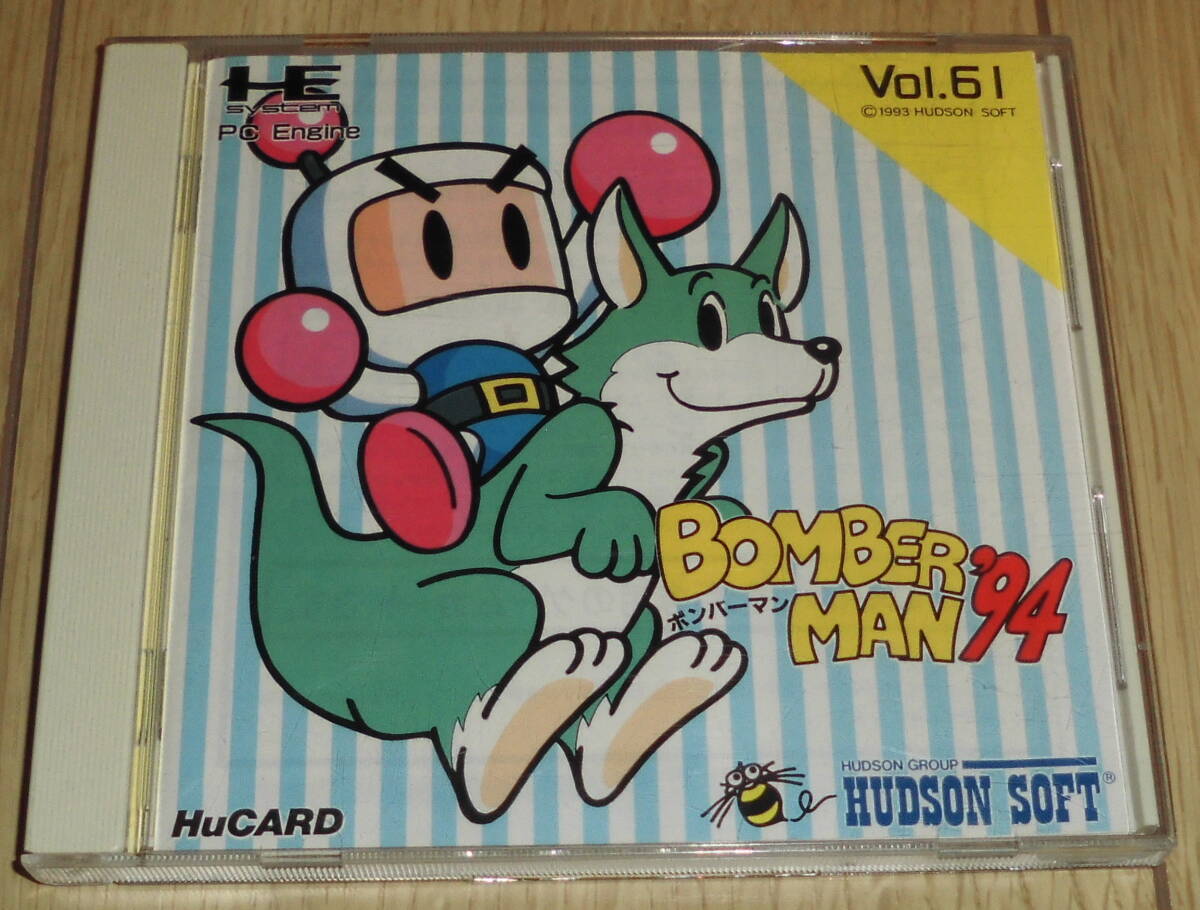 HE
system
PC Engine
Vol.61
© 1993 HUDSON SOFT
BOMBER
MAN '94
ボンバーマン
HUDSON GROUP
HUDSON SOFT®
HuCARD